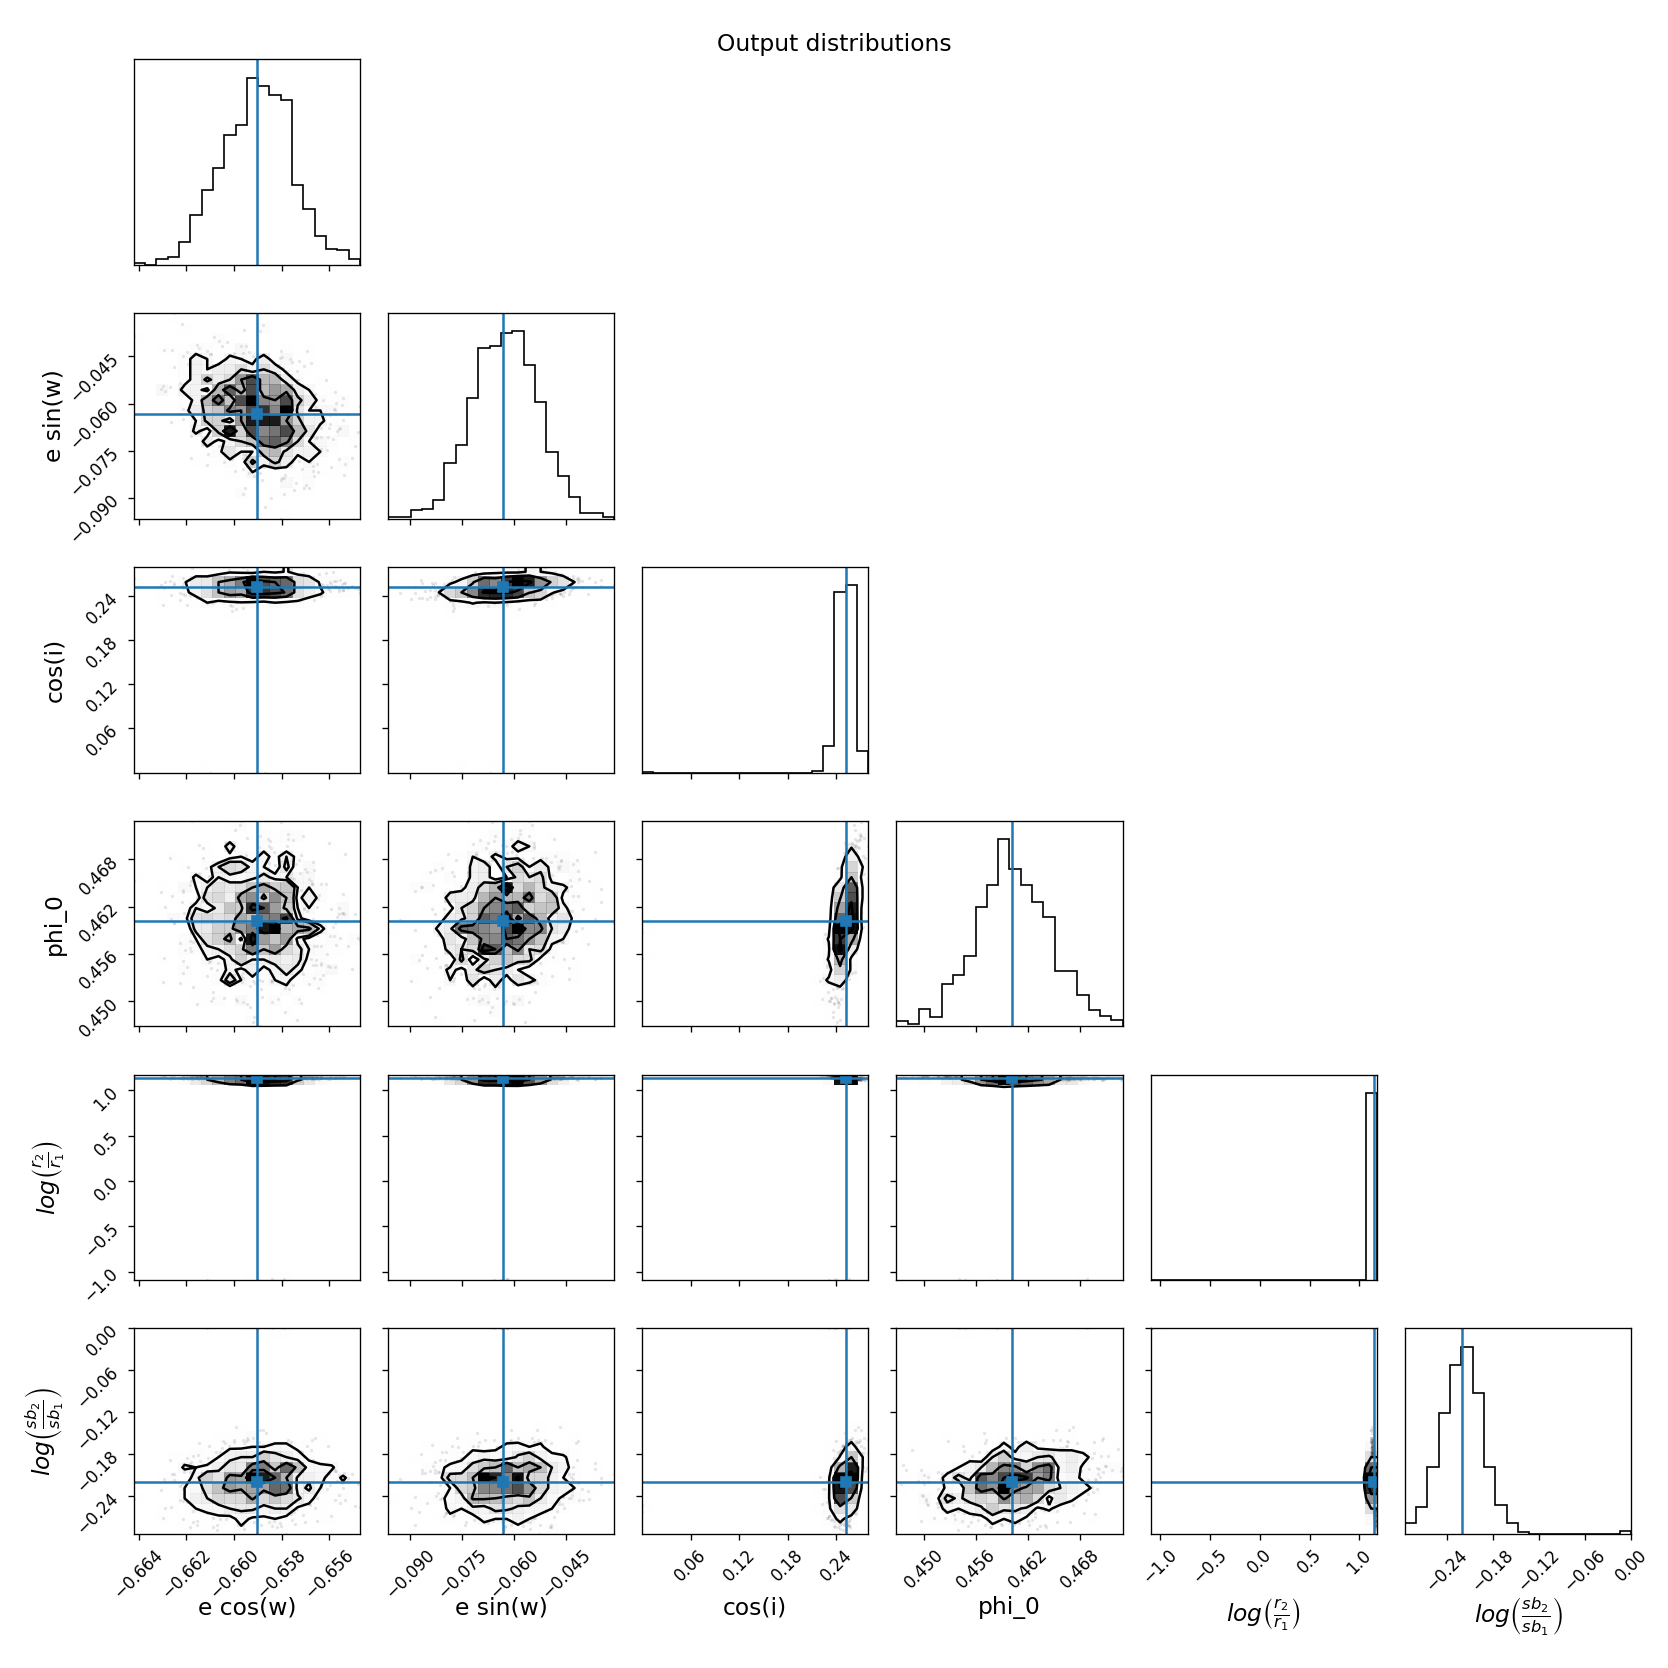 Output distributions
e sin(w)
−0.045
−0.060
−0.075
−0.090
cos(i)
0.24
0.18
0.12
0.06
phi_0
0.468
0.462
0.456
0.450
log(r2/r1)
1.0
0.5
0.0
−0.5
−1.0
log(sb2/sb1)
0.00
−0.06
−0.12
−0.18
−0.24
−0.664 −0.662 −0.660 −0.658 −0.656
−0.090 −0.075 −0.060 −0.045
0.06 0.12 0.18 0.24
0.450 0.456 0.462 0.468
−1.0 −0.5 0.0 0.5 1.0
−0.24 −0.18 −0.12 −0.06 0.00
e cos(w) e sin(w) cos(i) phi_0 log(r2/r1) log(sb2/sb1)